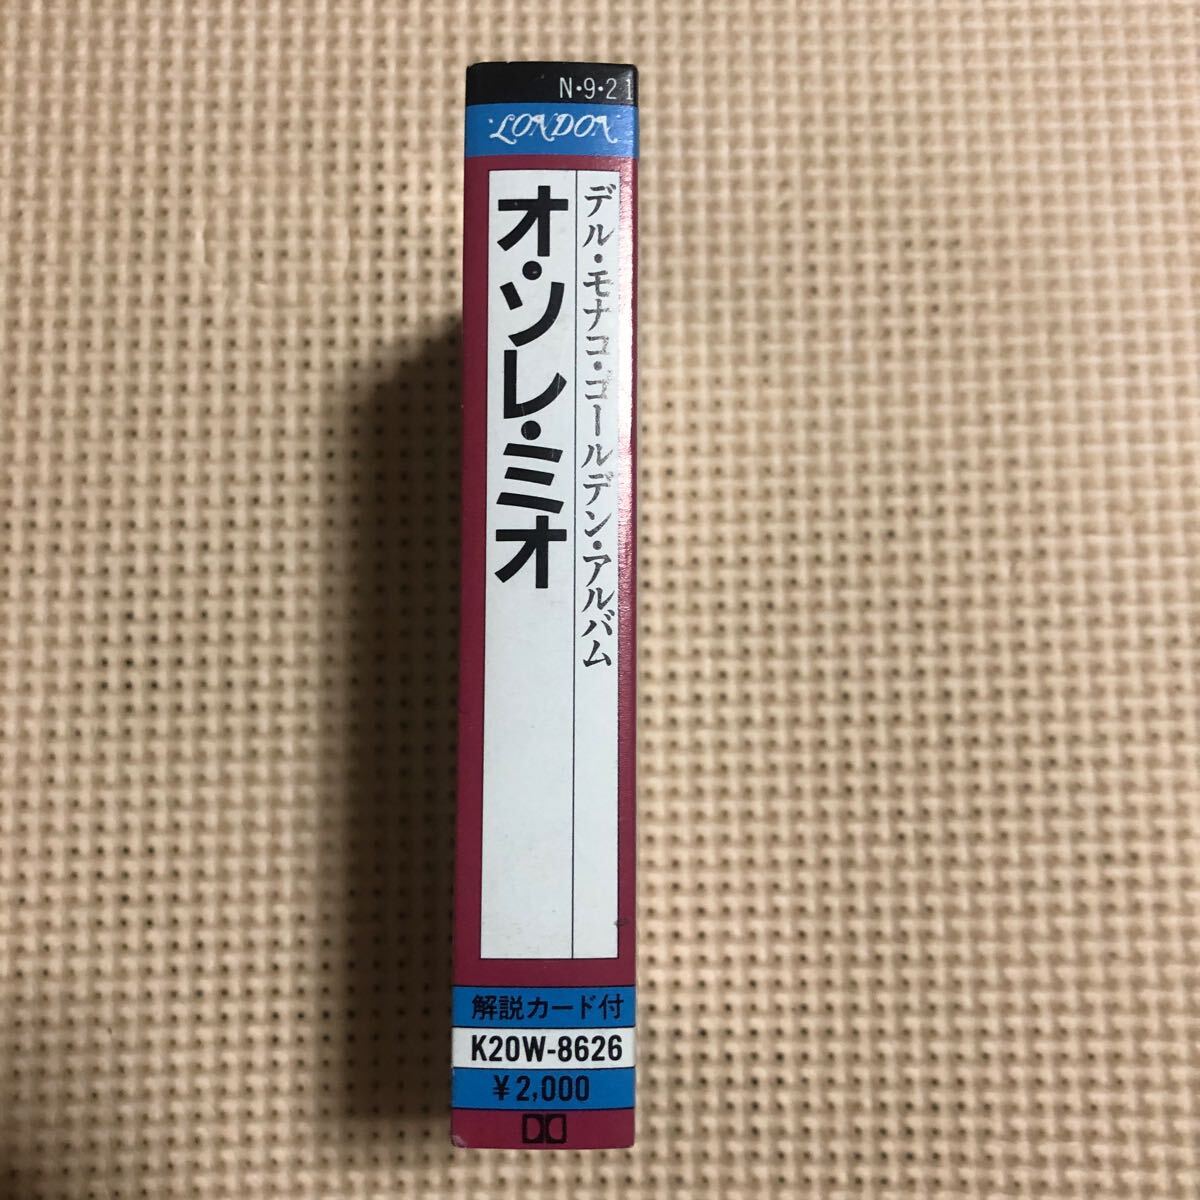 N・9・21
LONDON
デル・モナコ・ゴールデン・アルバム
オ・ソレ・ミオ
解説カード付
K20W-8626
¥2,000